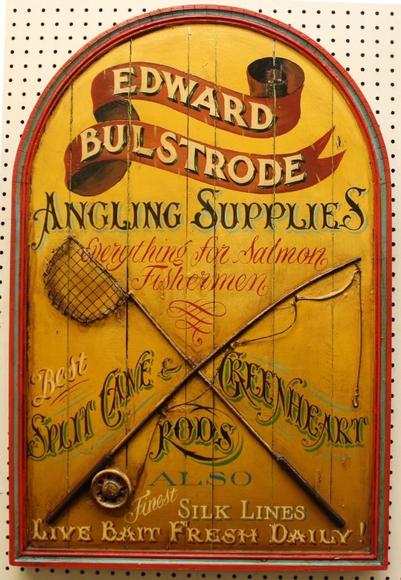 EDWARD
BULSTRODE
ANGLING SUPPLIES
Everything for Salmon
Fishermen
Best
SPLIT CANE & GREENHEART
RODS
ALSO
Finest SILK LINES
LIVE BAIT FRESH DAILY!